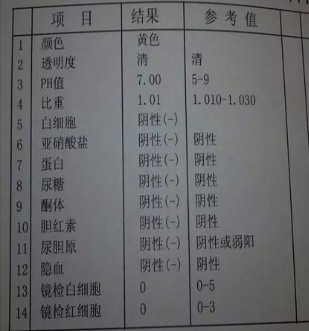 项 目 结果 参考值
1 颜色 黄色
2 透明度 清 清
3 PH值 7.00 5-9
4 比重 1.01 1.010-1.030
5 白细胞 阴性(-)
6 亚硝酸盐 阴性(-) 阴性
7 蛋白 阴性(-) 阴性
8 尿糖 阴性(-) 阴性
9 酮体 阴性(-) 阴性
10 胆红素 阴性(-) 阴性
11 尿胆原 阴性(-) 阴性或弱阳
12 隐血 阴性(-) 阴性
13 镜检白细胞 0 0-5
14 镜检红细胞 0 0-3